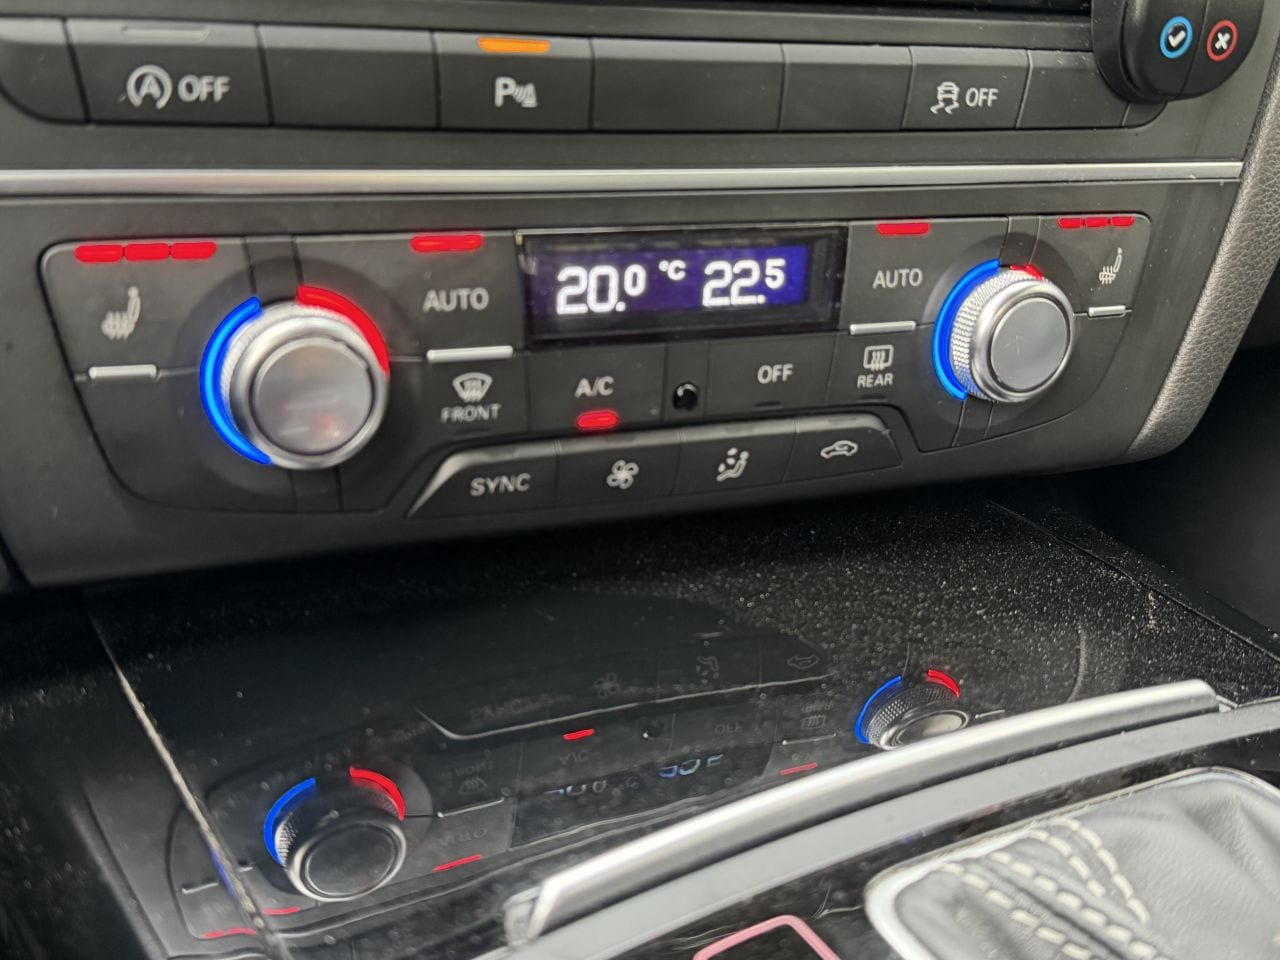 A OFF
P
OFF
AUTO
20.0 °C 22.5
AUTO
FRONT
A/C
OFF
REAR
SYNC